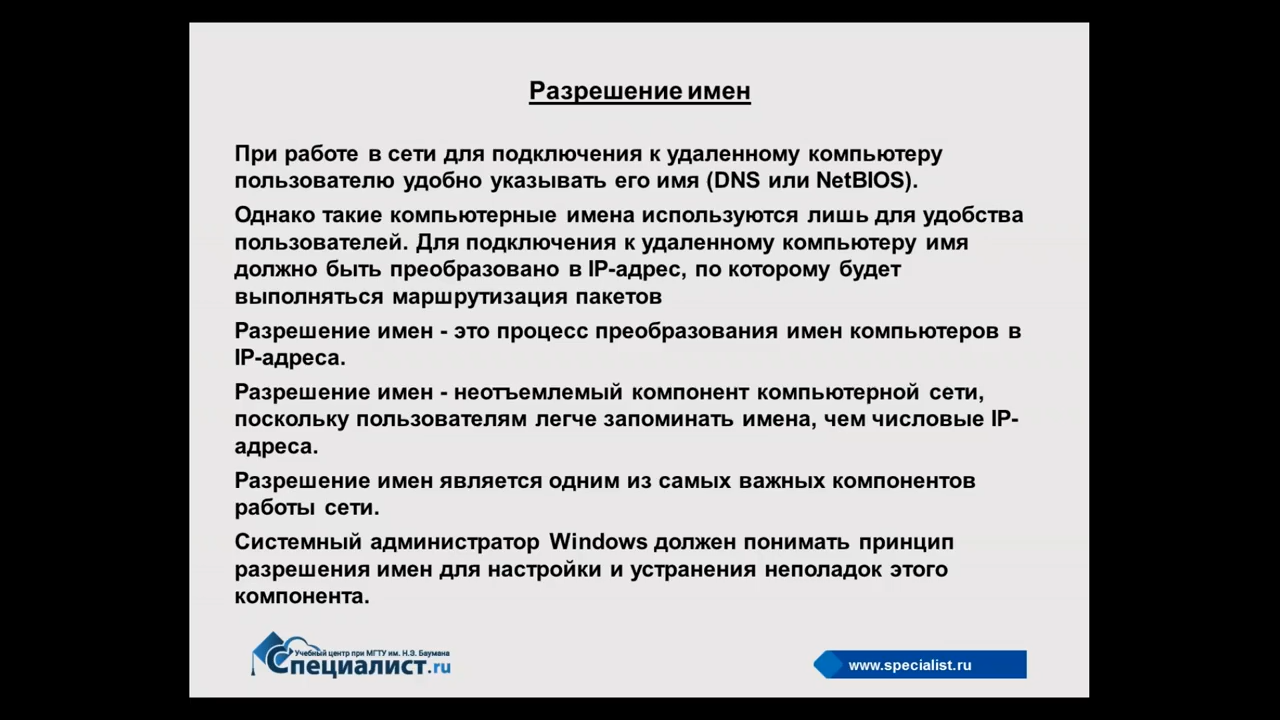 Разрешение имен
При работе в сети для подключения к удаленному компьютеру
пользователю удобно указывать его имя (DNS или NetBIOS).
Однако такие компьютерные имена используются лишь для удобства
пользователей. Для подключения к удаленному компьютеру имя
должно быть преобразовано в IP-адрес, по которому будет
выполняться маршрутизация пакетов
Разрешение имен - это процесс преобразования имен компьютеров в
IP-адреса.
Разрешение имен - неотъемлемый компонент компьютерной сети,
поскольку пользователям легче запоминать имена, чем числовые IP-
адреса.
Разрешение имен является одним из самых важных компонентов
работы сети.
Системный администратор Windows должен понимать принцип
разрешения имен для настройки и устранения неполадок этого
компонента.
Учебный центр при МГТУ им. Н.Э. Баумана
Специалист.ru
www.specialist.ru